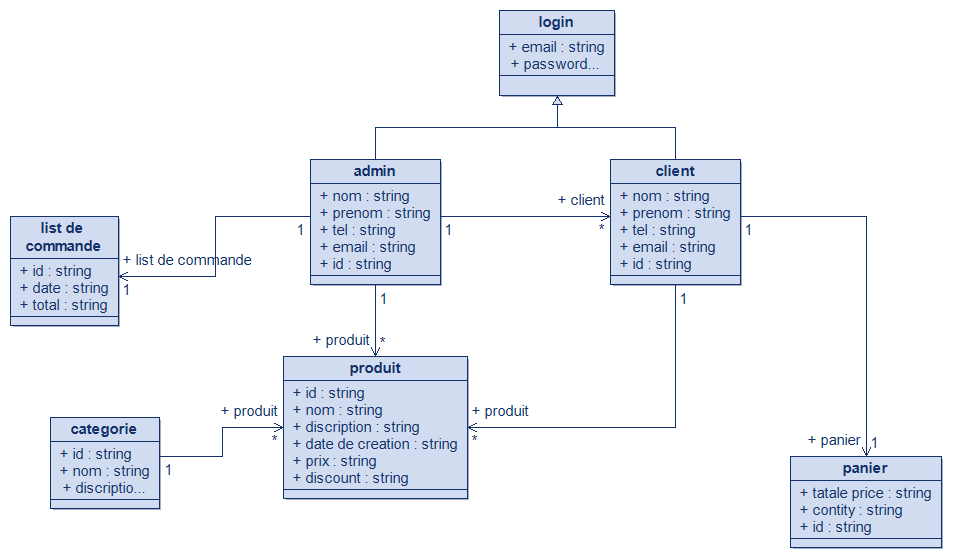 login
+ email : string
+ password...
admin
+ nom : string
+ prenom : string
+ tel : string
+ email : string
+ id : string
client
+ nom : string
+ prenom : string
+ tel : string
+ email : string
+ id : string
+ client
*
1
1
1
list de
commande
+ id : string
+ date : string
+ total : string
+ list de commande
1
1
1
+ produit
*
produit
+ id : string
+ nom : string
+ discription : string
+ date de creation : string
+ prix : string
+ discount : string
+ produit
*
+ produit
*
categorie
+ id : string
+ nom : string
+ discriptio...
1
+ panier
1
panier
+ tatale price : string
+ contity : string
+ id : string